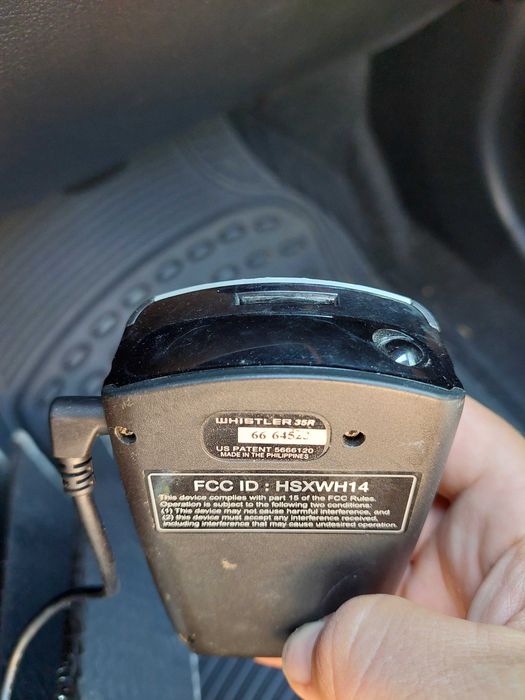 WHISTLER 35R
US PATENT 5666120
MADE IN THE PHILIPPINES
FCC ID : HSXWH14
This device complies with part 15 of the FCC Rules.
Operation is subject to the following two conditions:
(1) This device may not cause harmful interference, and
(2) this device must accept any interference received,
including interference that may cause undesired operation.